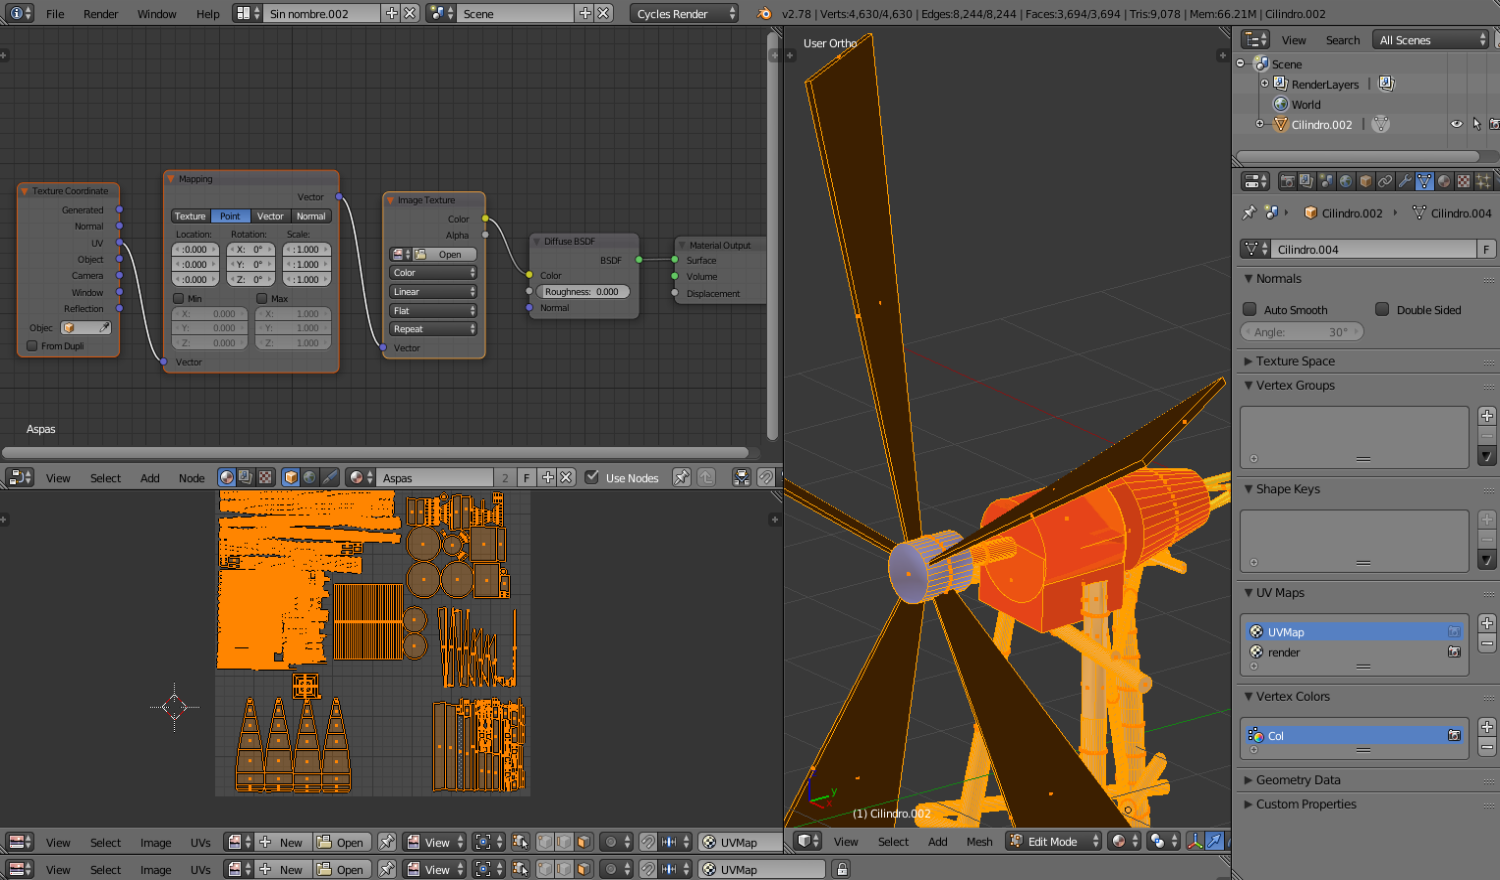 File Render Window Help Sin nombre.002 Scene Cycles Render v2.78 | Verts:4,630/4,630 | Edges:8,244/8,244 | Faces:3,694/3,694 | Tris:9,078 | Mem:66.21M | Cilindro.002
Texture Coordinate
Generated
Normal
UV
Object
Camera
Window
Reflection
Objec
From Dupli
Mapping
Vector
Texture Point Vector Normal
Location: Rotation: Scale:
:0.000 X: 0° :1.000
:0.000 Y: 0° :1.000
:0.000 Z: 0° :1.000
Min Max
X: 0.000 X: 1.000
Y: 0.000 Y: 1.000
Z: 0.000 Z: 1.000
Vector
Image Texture
Color
Alpha
Open
Color
Linear
Flat
Repeat
Vector
Diffuse BSDF
BSDF
Color
Roughness: 0.000
Normal
Material Output
Surface
Volume
Displacement
Aspas
View Select Add Node Aspas 2 F Use Nodes
View Select Image UVs New Open View UVMap
View Select Image UVs New Open View UVMap
User Ortho
y
x
(1) Cilindro.002
View Select Add Mesh Edit Mode
View Search All Scenes
Scene
RenderLayers
World
Cilindro.002
Cilindro.002 Cilindro.004
Cilindro.004 F
Normals
Auto Smooth Double Sided
Angle: 30°
Texture Space
Vertex Groups
Shape Keys
UV Maps
UVMap
render
Vertex Colors
Col
Geometry Data
Custom Properties